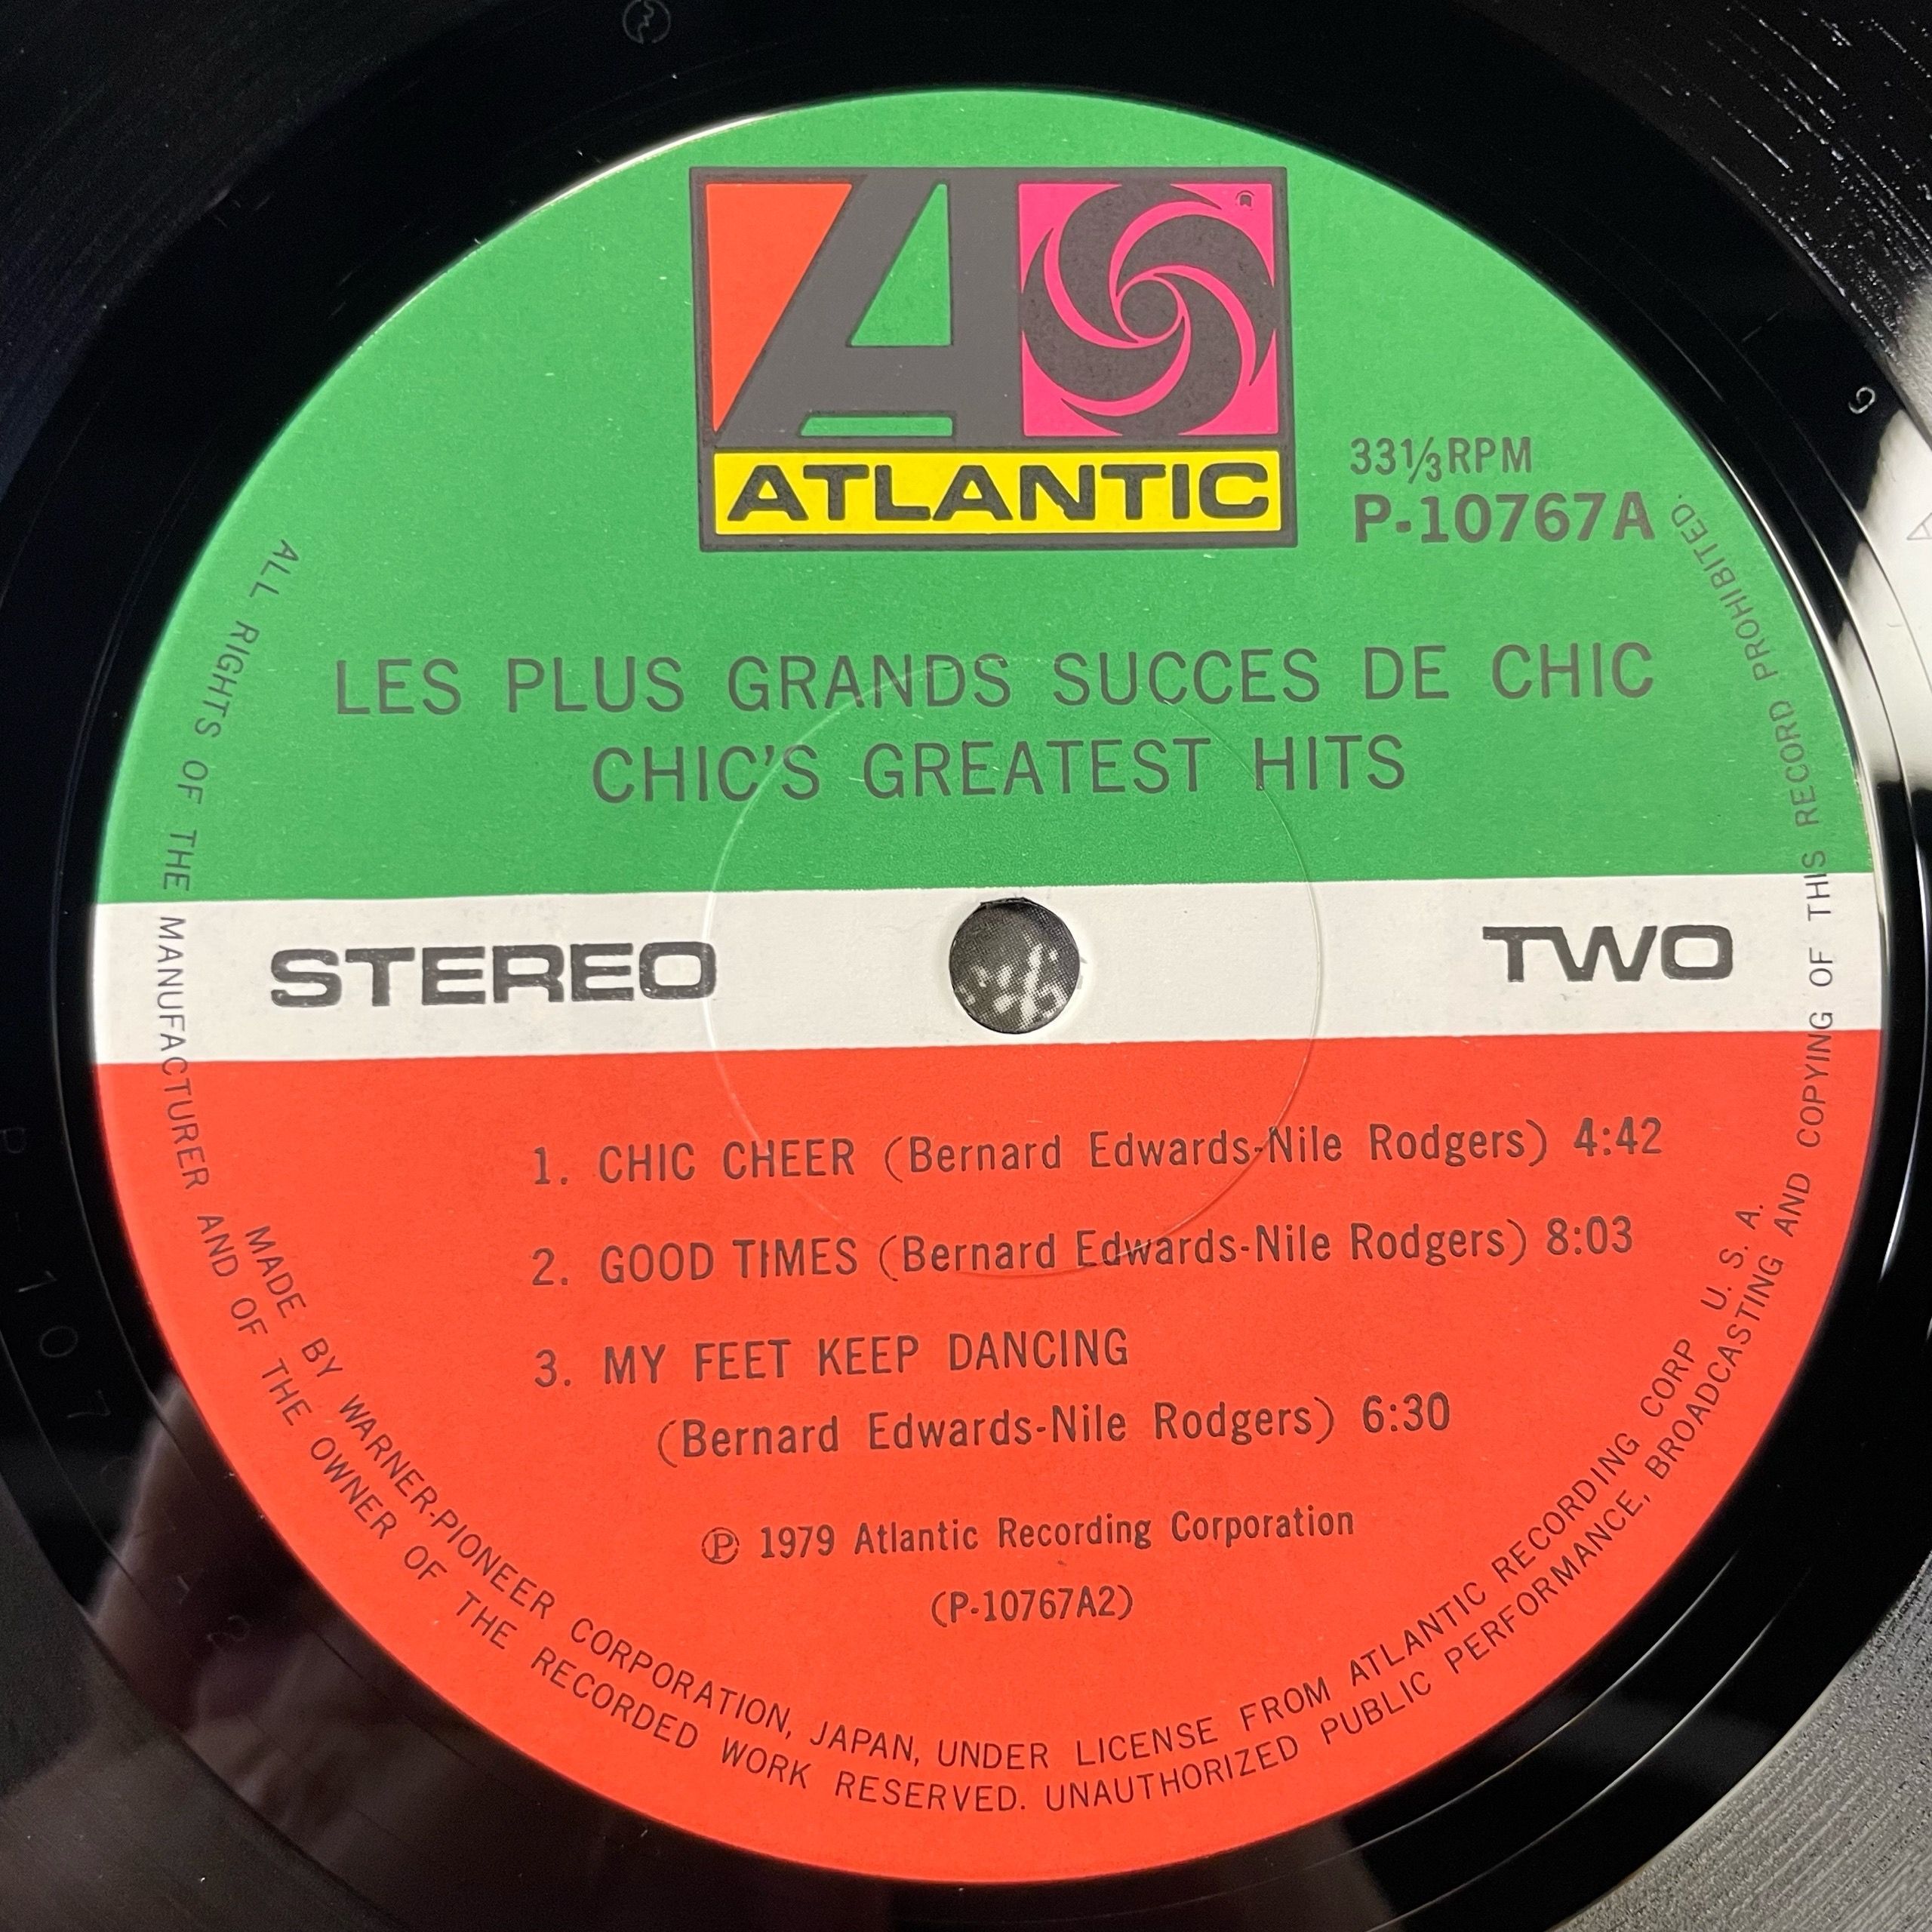 ATLANTIC
33⅓ RPM
P-10767A
LES PLUS GRANDS SUCCES DE CHIC
CHIC'S GREATEST HITS
STEREO
TWO
1. CHIC CHEER (Bernard Edwards-Nile Rodgers) 4:42
2. GOOD TIMES (Bernard Edwards-Nile Rodgers) 8:03
3. MY FEET KEEP DANCING
(Bernard Edwards-Nile Rodgers) 6:30
Ⓟ 1979 Atlantic Recording Corporation
(P-10767A2)
MADE BY WARNER-PIONEER CORPORATION, JAPAN, UNDER LICENSE FROM ATLANTIC RECORDING CORP U. S. A.
ALL RIGHTS OF THE MANUFACTURER AND OF THE OWNER OF THE RECORDED WORK RESERVED. UNAUTHORIZED PUBLIC PERFORMANCE, BROADCASTING AND COPYING OF THIS RECORD PROHIBITED.